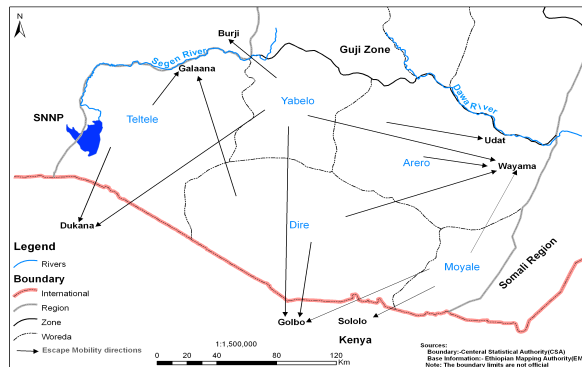 N
Burji
Guji Zone
Segen River
Galaana
SNNP
Teltele
Yabelo
Dawa River
Udat
Arero
Wayama
Dukana
Dire
Moyale
Somali Region
Golbo
Sololo
Kenya
Legend
Rivers
Boundary
International
Region
Zone
Woreda
Escape Mobility directions
1:1,500,000
0 10 20 40 60 80
Km
Sources:
Boundary:-Centeral Statistical Authority(CSA)
Base Information:- Ethiopian Mapping Authority(EM
Note: The boundary limits are not official